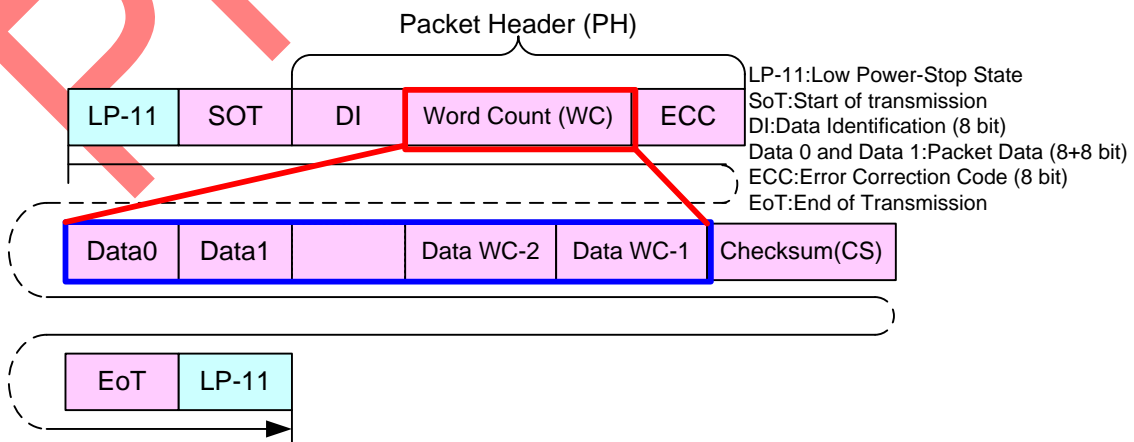 Packet Header (PH)
LP-11 SOT DI Word Count (WC) ECC
LP-11:Low Power-Stop State
SoT:Start of transmission
DI:Data Identification (8 bit)
Data 0 and Data 1:Packet Data (8+8 bit)
ECC:Error Correction Code (8 bit)
EoT:End of Transmission
Data0 Data1 Data WC-2 Data WC-1 Checksum(CS)
EoT LP-11